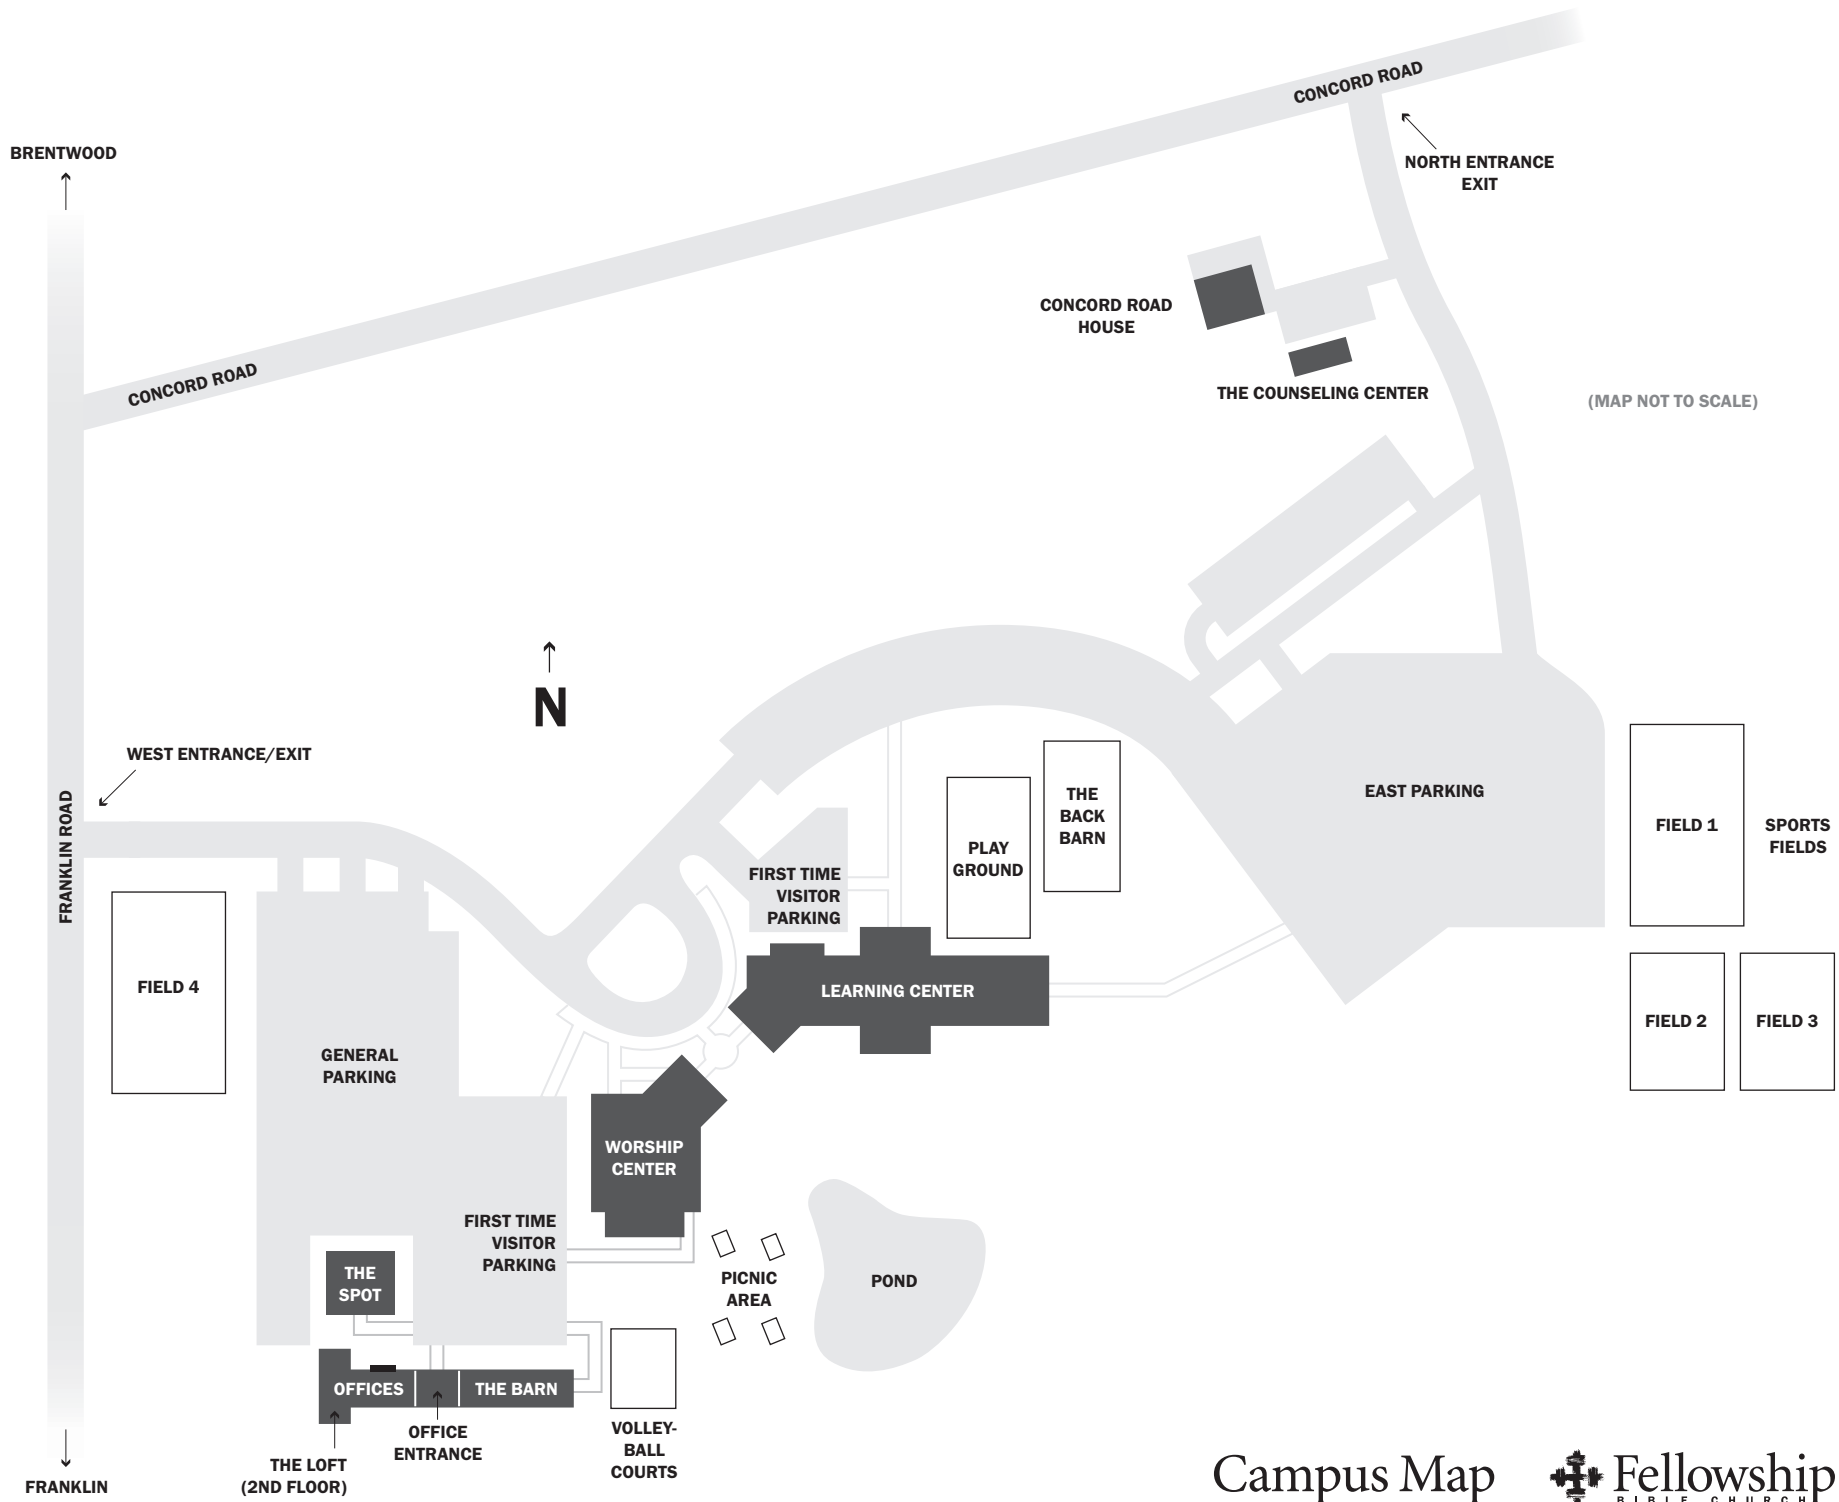 CONCORD ROAD
BRENTWOOD
NORTH ENTRANCE
EXIT
CONCORD ROAD
HOUSE
CONCORD ROAD
THE COUNSELING CENTER
(MAP NOT TO SCALE)
N
WEST ENTRANCE/EXIT
FRANKLIN ROAD
EAST PARKING
THE
BACK
BARN
FIELD 1
SPORTS
FIELDS
PLAY
GROUND
FIRST TIME
VISITOR
PARKING
FIELD 4
LEARNING CENTER
FIELD 2
FIELD 3
GENERAL
PARKING
WORSHIP
CENTER
FIRST TIME
VISITOR
PARKING
THE
SPOT
PICNIC
AREA
POND
OFFICES
THE BARN
OFFICE
ENTRANCE
VOLLEY-
BALL
COURTS
THE LOFT
(2ND FLOOR)
FRANKLIN
Campus Map
Fellowship
BIBLE CHURCH